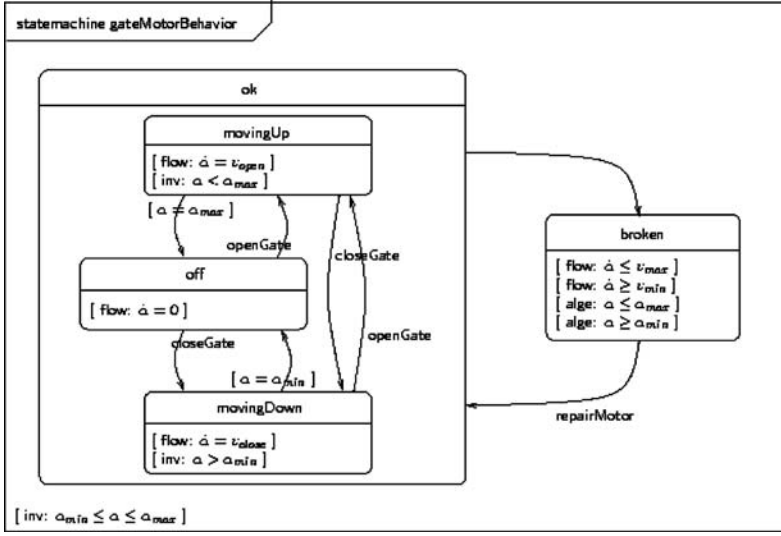 statemachine gateMotorBehavior
ok
movingUp
[ flow: ȧ = v_open ]
[ inv: a < a_max ]
[ a = a_max ]
openGate
closeGate
off
[ flow: ȧ = 0 ]
closeGate
openGate
[ a = a_min ]
movingDown
[ flow: ȧ = v_close ]
[ inv: a > a_min ]
broken
[ flow: ȧ ≤ v_max ]
[ flow: ȧ ≥ v_min ]
[ alge: a ≤ a_max ]
[ alge: a ≥ a_min ]
repairMotor
[ inv: a_min ≤ a ≤ a_max ]